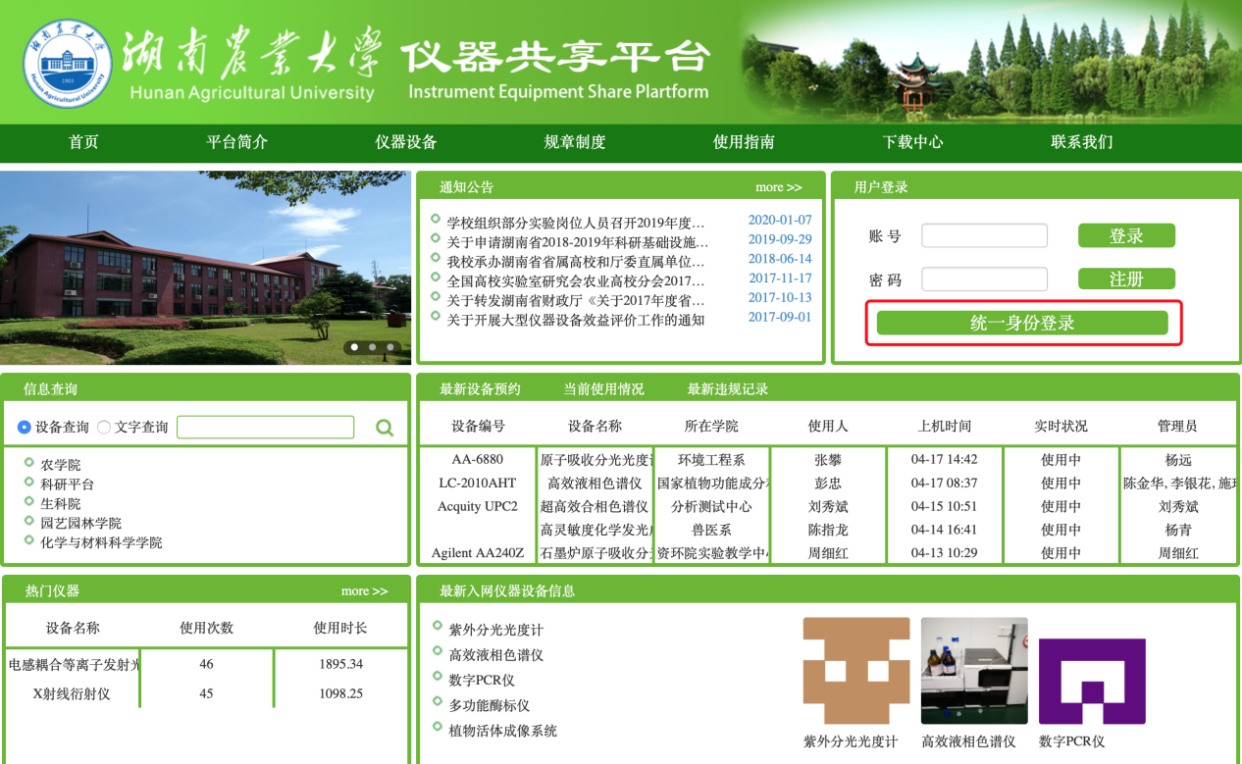 湖南農業大學 仪器共享平台
Hunan Agricultural University Instrument Equipment Share Plartform
首页 平台简介 仪器设备 规章制度 使用指南 下载中心 联系我们
通知公告 more >>
学校组织部分实验岗位人员召开2019年度... 2020-01-07
关于申请湖南省2018-2019年科研基础设施... 2019-09-29
我校承办湖南省省属高校和厅委直属单位... 2018-06-14
全国高校实验室研究会农业高校分会2017... 2017-11-17
关于转发湖南省财政厅《关于2017年度省... 2017-10-13
关于开展大型仪器设备效益评价工作的通知 2017-09-01
用户登录
账 号 登录
密 码 注册
统一身份登录
信息查询
设备查询 文字查询
农学院
科研平台
生科院
园艺园林学院
化学与材料科学学院
最新设备预约 当前使用情况 最新违规记录
设备编号 设备名称 所在学院 使用人 上机时间 实时状况 管理员
AA-6880 原子吸收分光光度 环境工程系 张攀 04-17 14:42 使用中 杨远
LC-2010AHT 高效液相色谱仪 国家植物功能成分 彭忠 04-17 08:37 使用中 陈金华, 李银花, 施
Acquity UPC2 超高效合相色谱仪 分析测试中心 刘秀斌 04-15 10:51 使用中 刘秀斌
高灵敏度化学发光 兽医系 陈指龙 04-14 16:41 使用中 杨青
Agilent AA240Z 石墨炉原子吸收分 资环院实验教学中 周细红 04-13 10:29 使用中 周细红
热门仪器 more >>
设备名称 使用次数 使用时长
电感耦合等离子发射光 46 1895.34
X射线衍射仪 45 1098.25
最新入网仪器设备信息
紫外分光光度计
高效液相色谱仪
数字PCR仪
多功能酶标仪
植物活体成像系统
紫外分光光度计 高效液相色谱仪 数字PCR仪